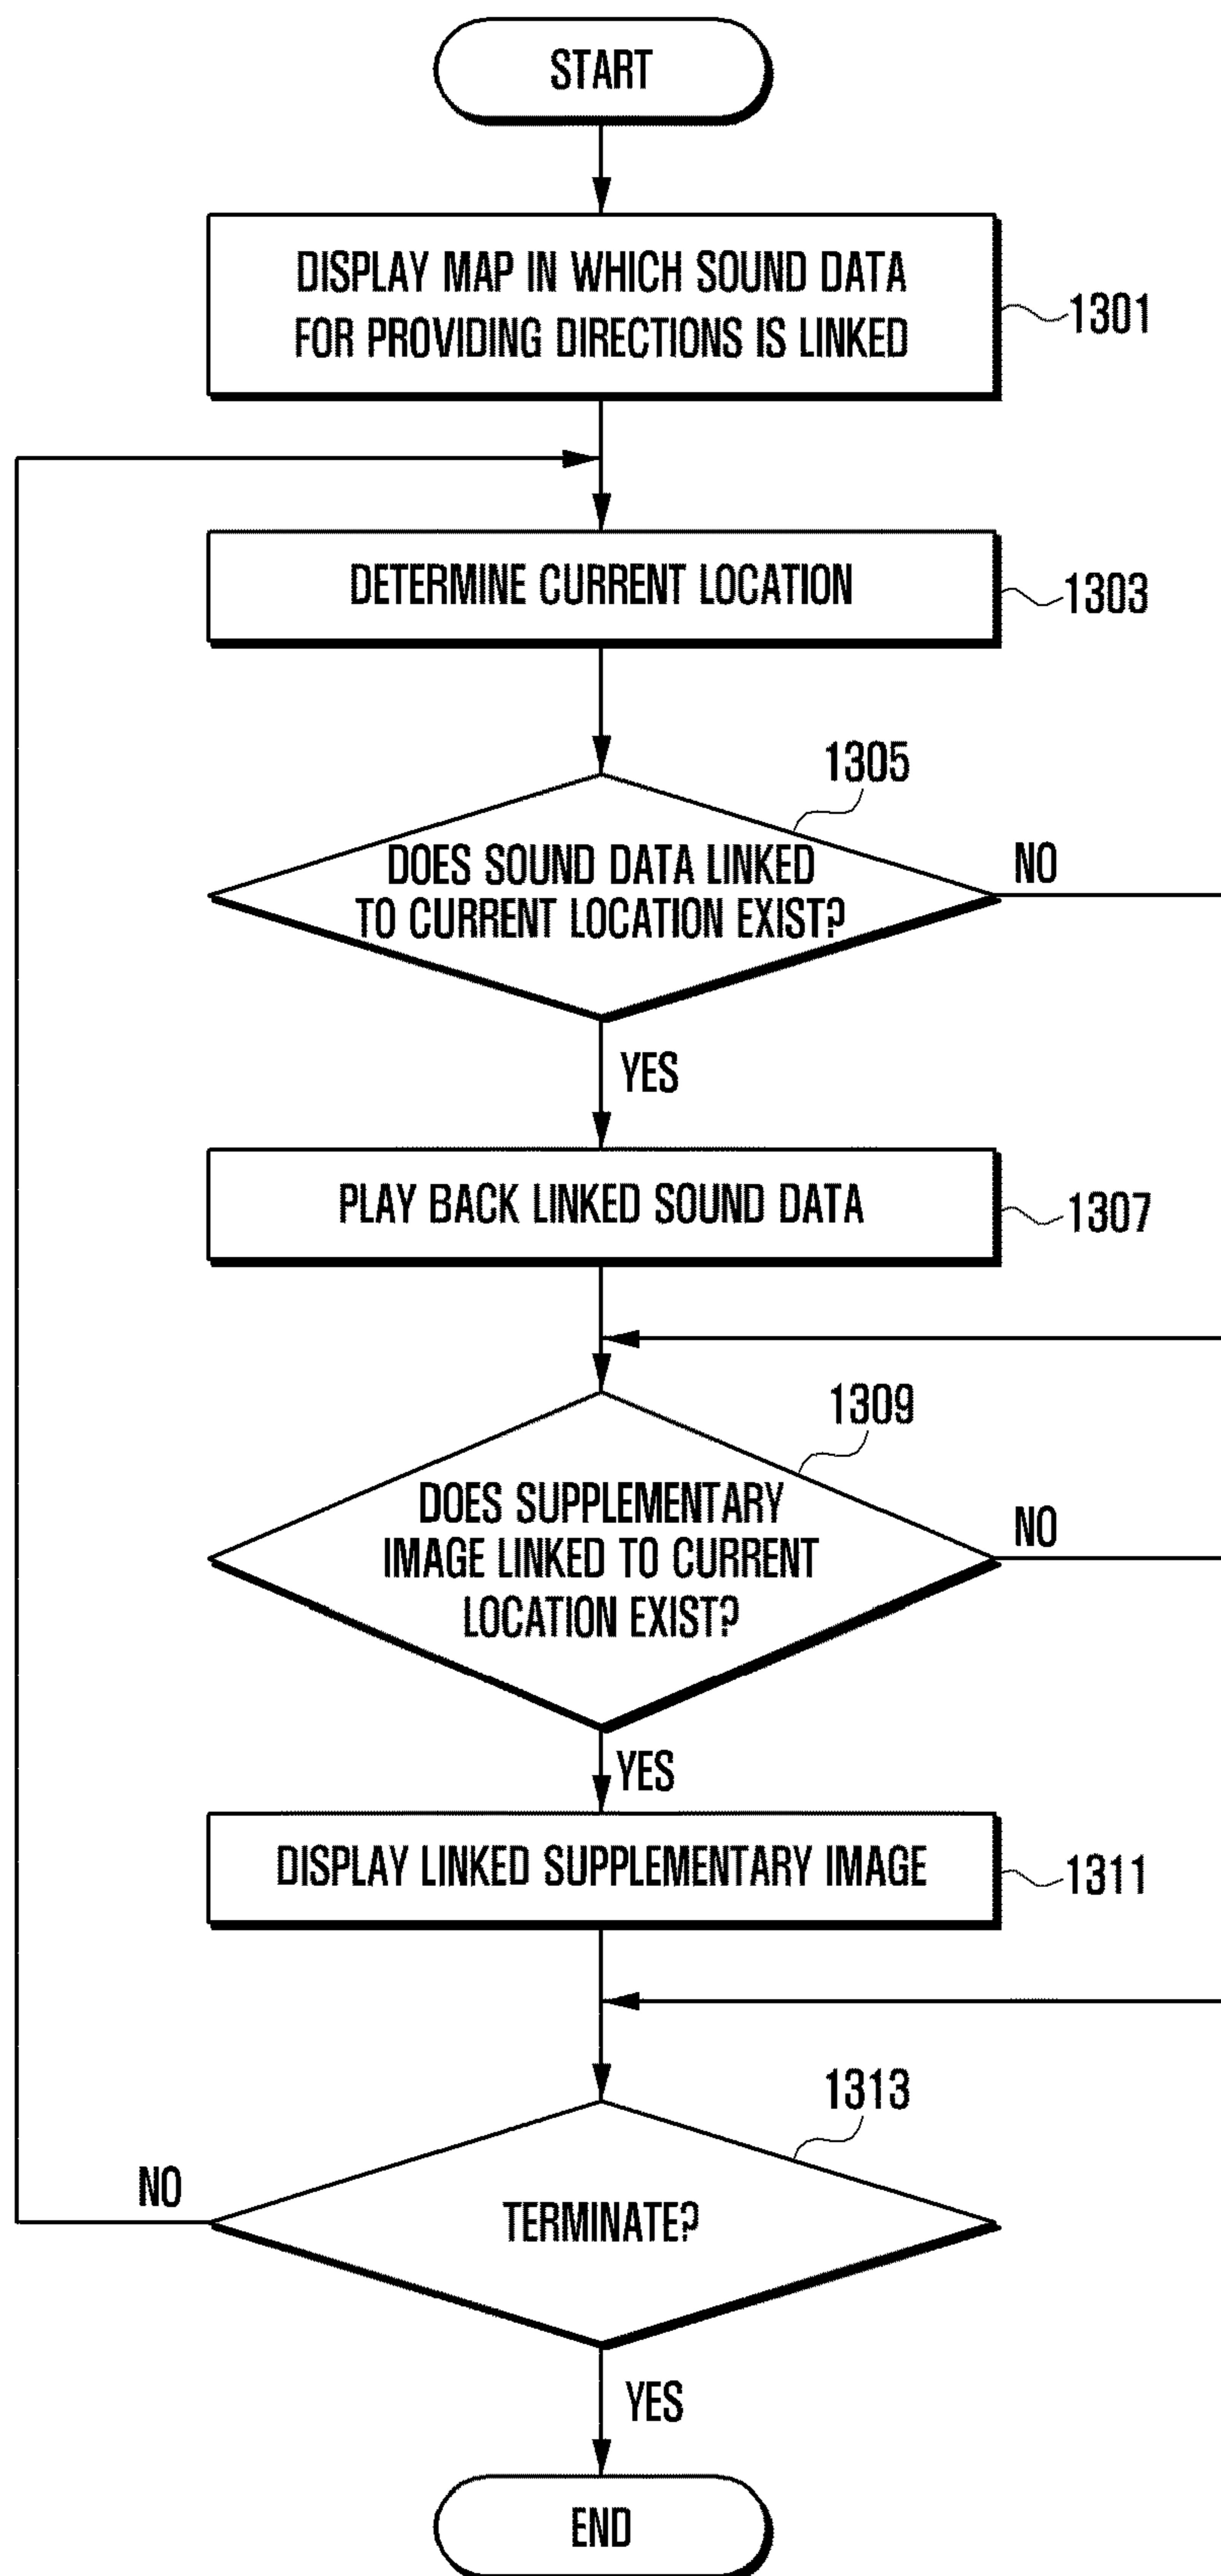 START
DISPLAY MAP IN WHICH SOUND DATA
FOR PROVIDING DIRECTIONS IS LINKED
1301
DETERMINE CURRENT LOCATION
1303
1305
DOES SOUND DATA LINKED
TO CURRENT LOCATION EXIST?
NO
YES
PLAY BACK LINKED SOUND DATA
1307
1309
DOES SUPPLEMENTARY
IMAGE LINKED TO CURRENT
LOCATION EXIST?
NO
YES
DISPLAY LINKED SUPPLEMENTARY IMAGE
1311
1313
NO
TERMINATE?
YES
END